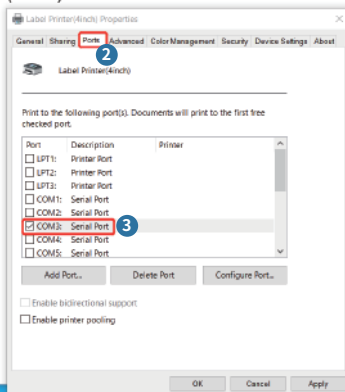 Label Printer(4inch) Properties
General Sharing Ports Advanced Color Management Security Device Settings About
2
Label Printer(4inch)
Print to the following port(s). Documents will print to the first free
checked port.
Port Description Printer
LPT1: Printer Port
LPT2: Printer Port
LPT3: Printer Port
COM1: Serial Port
COM2: Serial Port
COM3: Serial Port 3
COM4: Serial Port
COM5: Serial Port
Add Port... Delete Port Configure Port...
Enable bidirectional support
Enable printer pooling
OK Cancel Apply